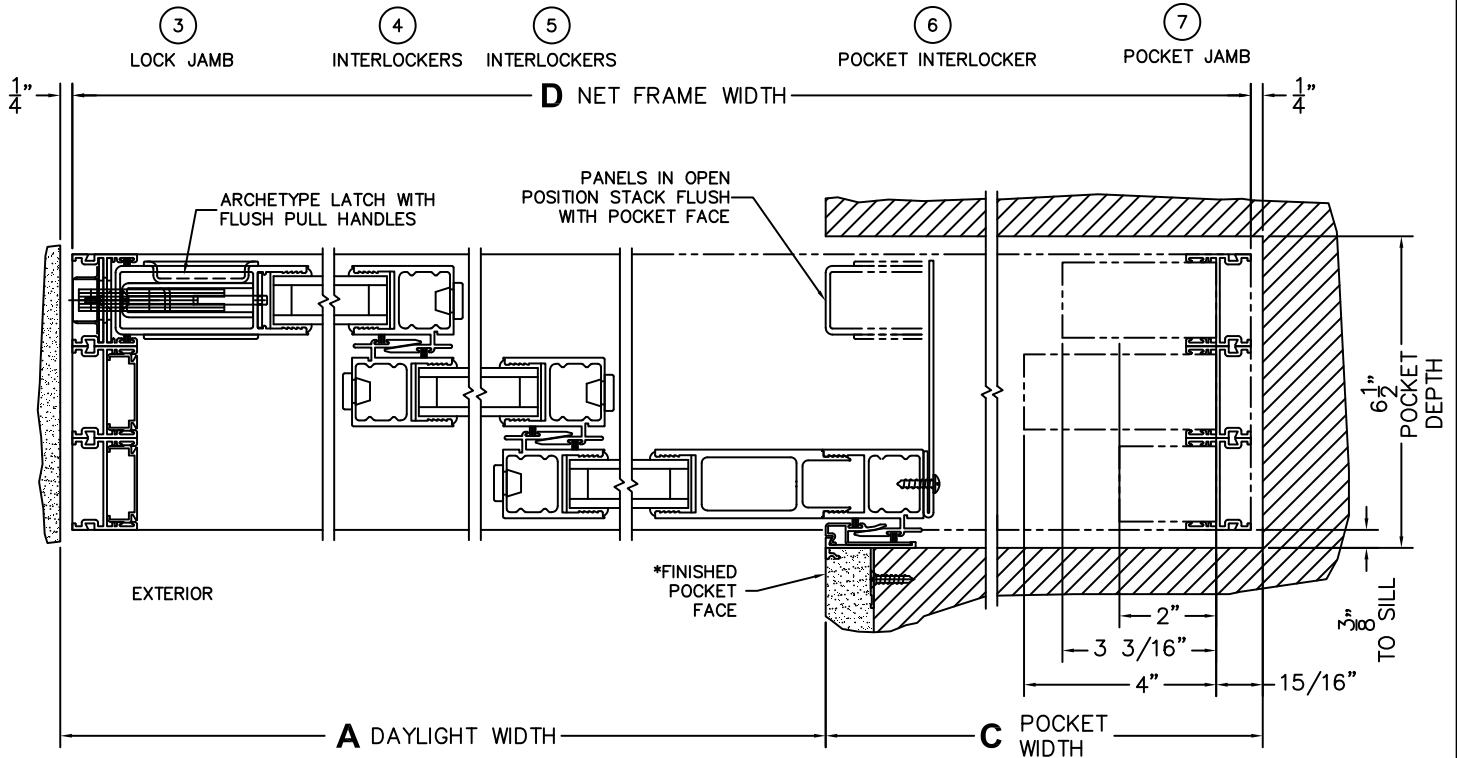 3
LOCK JAMB
4
INTERLOCKERS
5
INTERLOCKERS
6
POCKET INTERLOCKER
7
POCKET JAMB
1/4”
D NET FRAME WIDTH
1/4”
ARCHETYPE LATCH WITH
FLUSH PULL HANDLES
PANELS IN OPEN
POSITION STACK FLUSH
WITH POCKET FACE
6 1/2”
POCKET
DEPTH
EXTERIOR
*FINISHED
POCKET
FACE
3/8”
TO SILL
2”
3 3/16”
4”
15/16”
A DAYLIGHT WIDTH
C POCKET
WIDTH